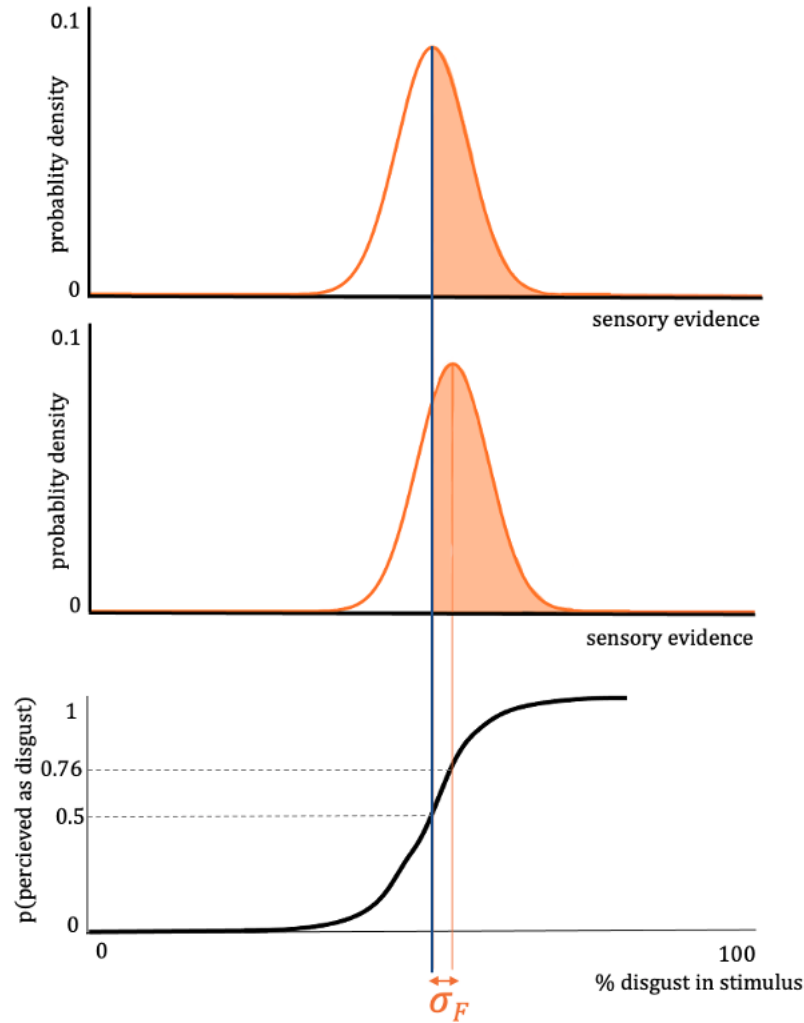 0.1
probablity density
0
sensory evidence
0.1
probablity density
0
sensory evidence
p(percieved as disgust)
1
0.76
0.5
0
0
100
% disgust in stimulus
σF